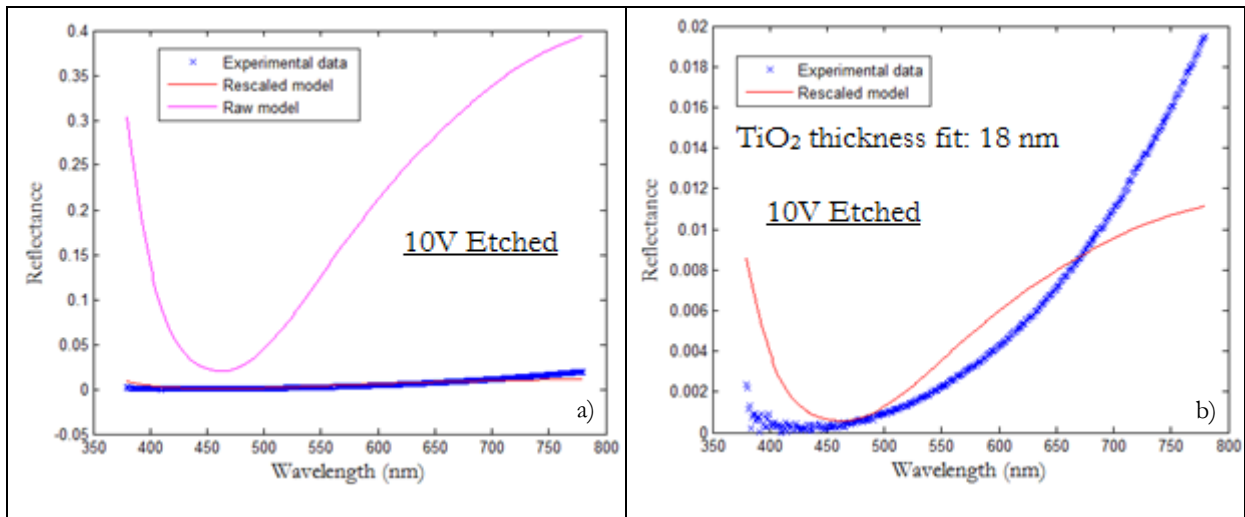 0.4
0.35
0.3
0.25
0.2
0.15
0.1
0.05
0
-0.05
Reflectance
Experimental data
Rescaled model
Raw model
10V Etched
a)
350 400 450 500 550 600 650 700 750 800
Wavelength (nm)
0.02
0.018
0.016
0.014
0.012
0.01
0.008
0.006
0.004
0.002
0
Reflectance
Experimental data
Rescaled model
TiO₂ thickness fit: 18 nm
10V Etched
b)
350 400 450 500 550 600 650 700 750 800
Wavelength (nm)